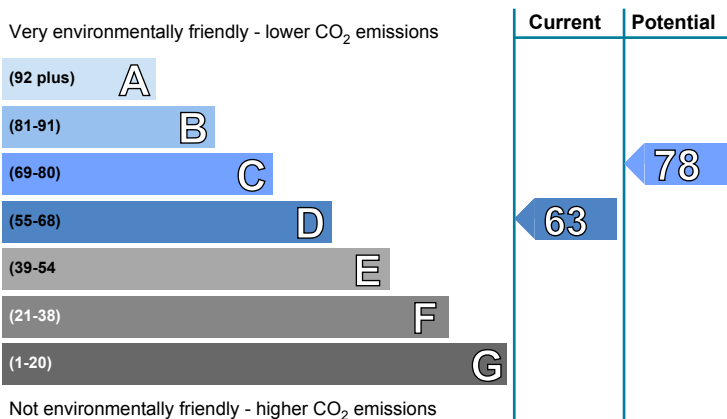 Very environmentally friendly - lower CO2 emissions
Current
Potential
(92 plus) A
(81-91) B
(69-80) C
78
(55-68) D
63
(39-54 E
(21-38) F
(1-20) G
Not environmentally friendly - higher CO2 emissions